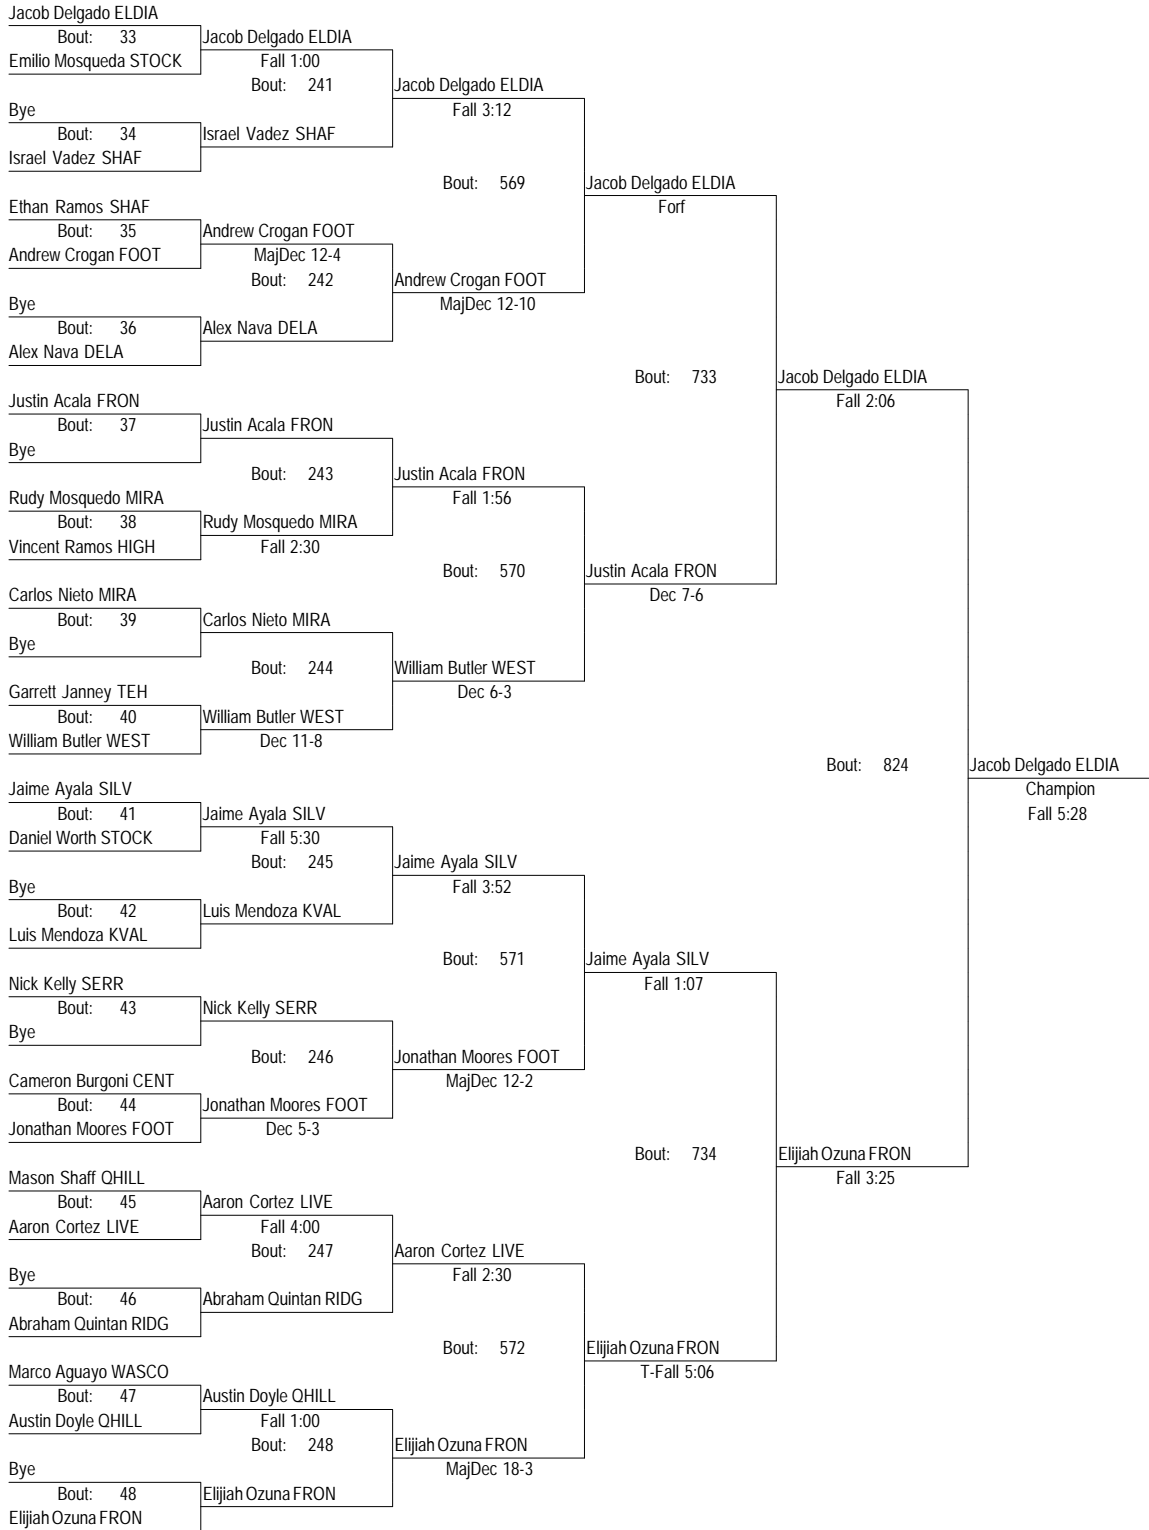 Jacob Delgado ELDIA
Bout: 33
Jacob Delgado ELDIA
Emilio Mosqueda STOCK
Fall 1:00
Bout: 241
Jacob Delgado ELDIA
Bye
Fall 3:12
Bout: 34
Israel Vadez SHAF
Israel Vadez SHAF
Bout: 569
Jacob Delgado ELDIA
Ethan Ramos SHAF
Forf
Bout: 35
Andrew Crogan FOOT
Andrew Crogan FOOT
MajDec 12-4
Bout: 242
Andrew Crogan FOOT
Bye
MajDec 12-10
Bout: 36
Alex Nava DELA
Alex Nava DELA
Bout: 733
Jacob Delgado ELDIA
Justin Acala FRON
Fall 2:06
Bout: 37
Justin Acala FRON
Bye
Bout: 243
Justin Acala FRON
Rudy Mosquedo MIRA
Fall 1:56
Bout: 38
Rudy Mosquedo MIRA
Vincent Ramos HIGH
Fall 2:30
Bout: 570
Justin Acala FRON
Carlos Nieto MIRA
Dec 7-6
Bout: 39
Carlos Nieto MIRA
Bye
Bout: 244
William Butler WEST
Garrett Janney TEH
Dec 6-3
Bout: 40
William Butler WEST
William Butler WEST
Dec 11-8
Bout: 824
Jacob Delgado ELDIA
Jaime Ayala SILV
Champion
Bout: 41
Jaime Ayala SILV
Fall 5:28
Daniel Worth STOCK
Fall 5:30
Bout: 245
Jaime Ayala SILV
Bye
Fall 3:52
Bout: 42
Luis Mendoza KVAL
Luis Mendoza KVAL
Bout: 571
Jaime Ayala SILV
Nick Kelly SERR
Fall 1:07
Bout: 43
Nick Kelly SERR
Bye
Bout: 246
Jonathan Moores FOOT
Cameron Burgoni CENT
MajDec 12-2
Bout: 44
Jonathan Moores FOOT
Jonathan Moores FOOT
Dec 5-3
Bout: 734
Elijiah Ozuna FRON
Mason Shaff QHILL
Fall 3:25
Bout: 45
Aaron Cortez LIVE
Aaron Cortez LIVE
Fall 4:00
Bout: 247
Aaron Cortez LIVE
Bye
Fall 2:30
Bout: 46
Abraham Quintan RIDG
Abraham Quintan RIDG
Bout: 572
Elijiah Ozuna FRON
Marco Aguayo WASCO
T-Fall 5:06
Bout: 47
Austin Doyle QHILL
Austin Doyle QHILL
Fall 1:00
Bout: 248
Elijiah Ozuna FRON
Bye
MajDec 18-3
Bout: 48
Elijiah Ozuna FRON
Elijiah Ozuna FRON